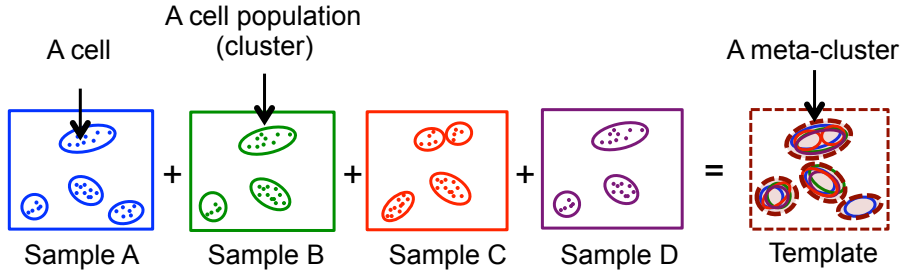 A cell
A cell population
(cluster)
A meta-cluster
+
+
+
=
Sample A
Sample B
Sample C
Sample D
Template